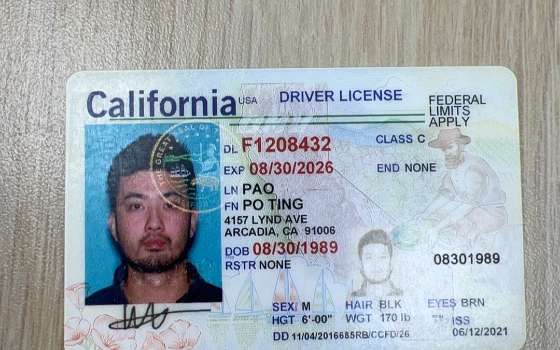 California USA DRIVER LICENSE
FEDERAL
LIMITS
APPLY
DL F1208432 CLASS C
EXP 08/30/2026 END NONE
LN PAO
FN PO TING
4157 LYND AVE
ARCADIA, CA 91006
DOB 08/30/1989
RSTR NONE
08301989
SEX/ M HAIR BLK EYES BRN
HGT 6'-00" WGT 170 lb ISS
DD 11/04/2016685RB/CCFD/26 06/12/2021